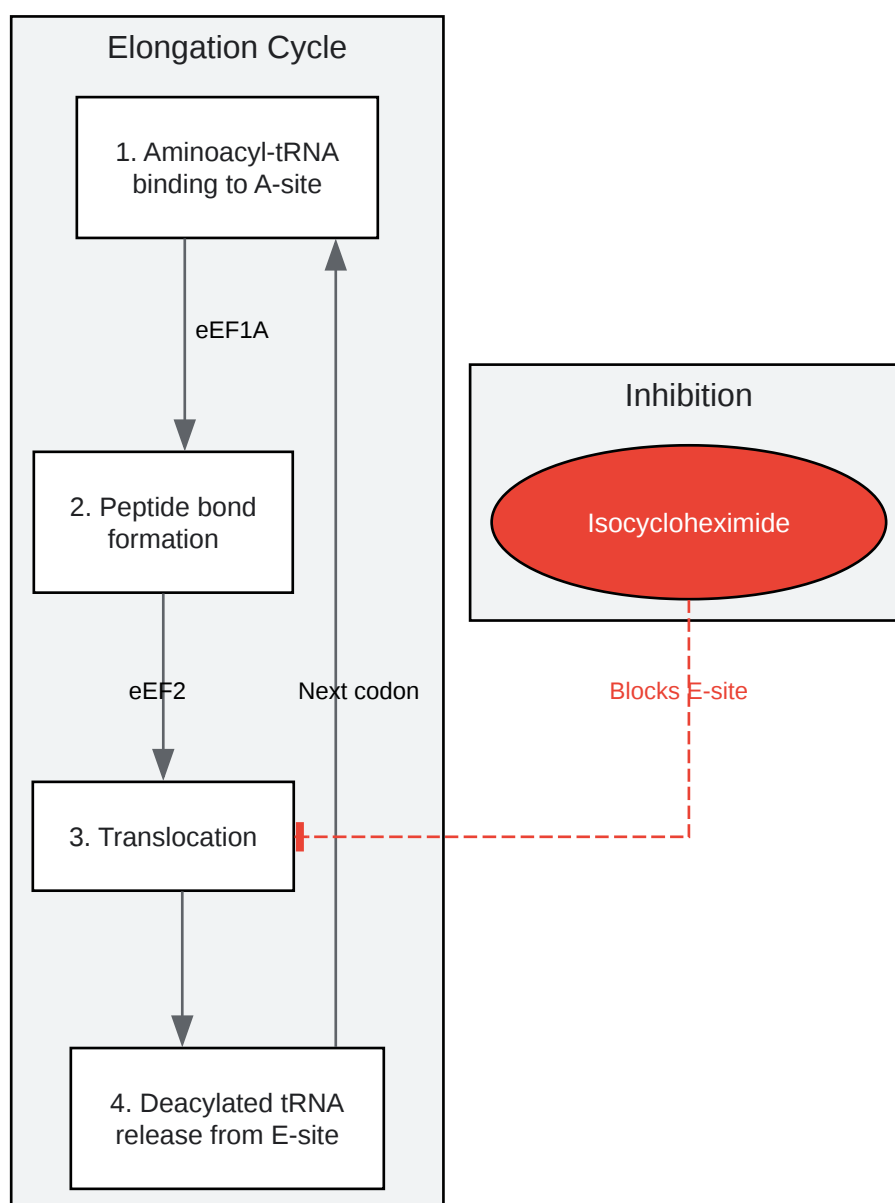 Elongation Cycle
1. Aminoacyl-tRNA
binding to A-site
eEF1A
2. Peptide bond
formation
eEF2
Next codon
3. Translocation
4. Deacylated tRNA
release from E-site
Inhibition
Isocycloheximide
Blocks E-site